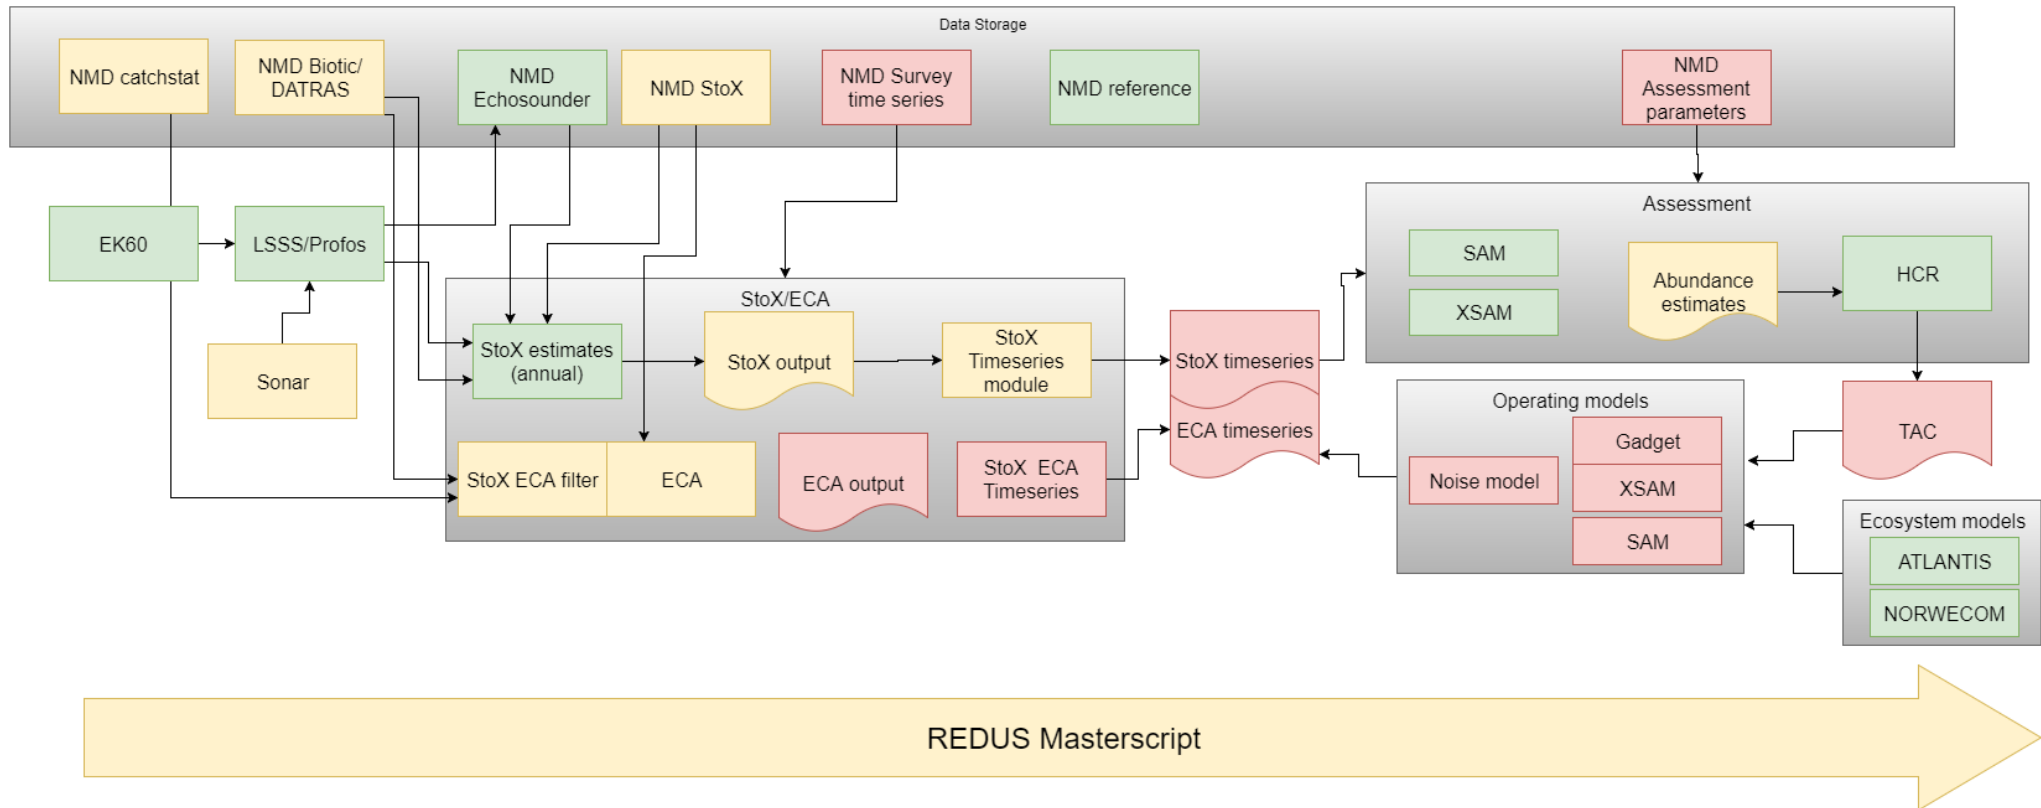 Data Storage
NMD catchstat
NMD Biotic/
DATRAS
NMD
Echosounder
NMD StoX
NMD Survey
time series
NMD reference
NMD
Assessment
parameters
EK60
LSSS/Profos
Sonar
StoX/ECA
StoX estimates
(annual)
StoX output
StoX
Timeseries
module
StoX ECA filter
ECA
ECA output
StoX  ECA
Timeseries
StoX timeseries
ECA timeseries
Assessment
SAM
XSAM
Abundance
estimates
HCR
TAC
Operating models
Noise model
Gadget
XSAM
SAM
Ecosystem models
ATLANTIS
NORWECOM
REDUS Masterscript